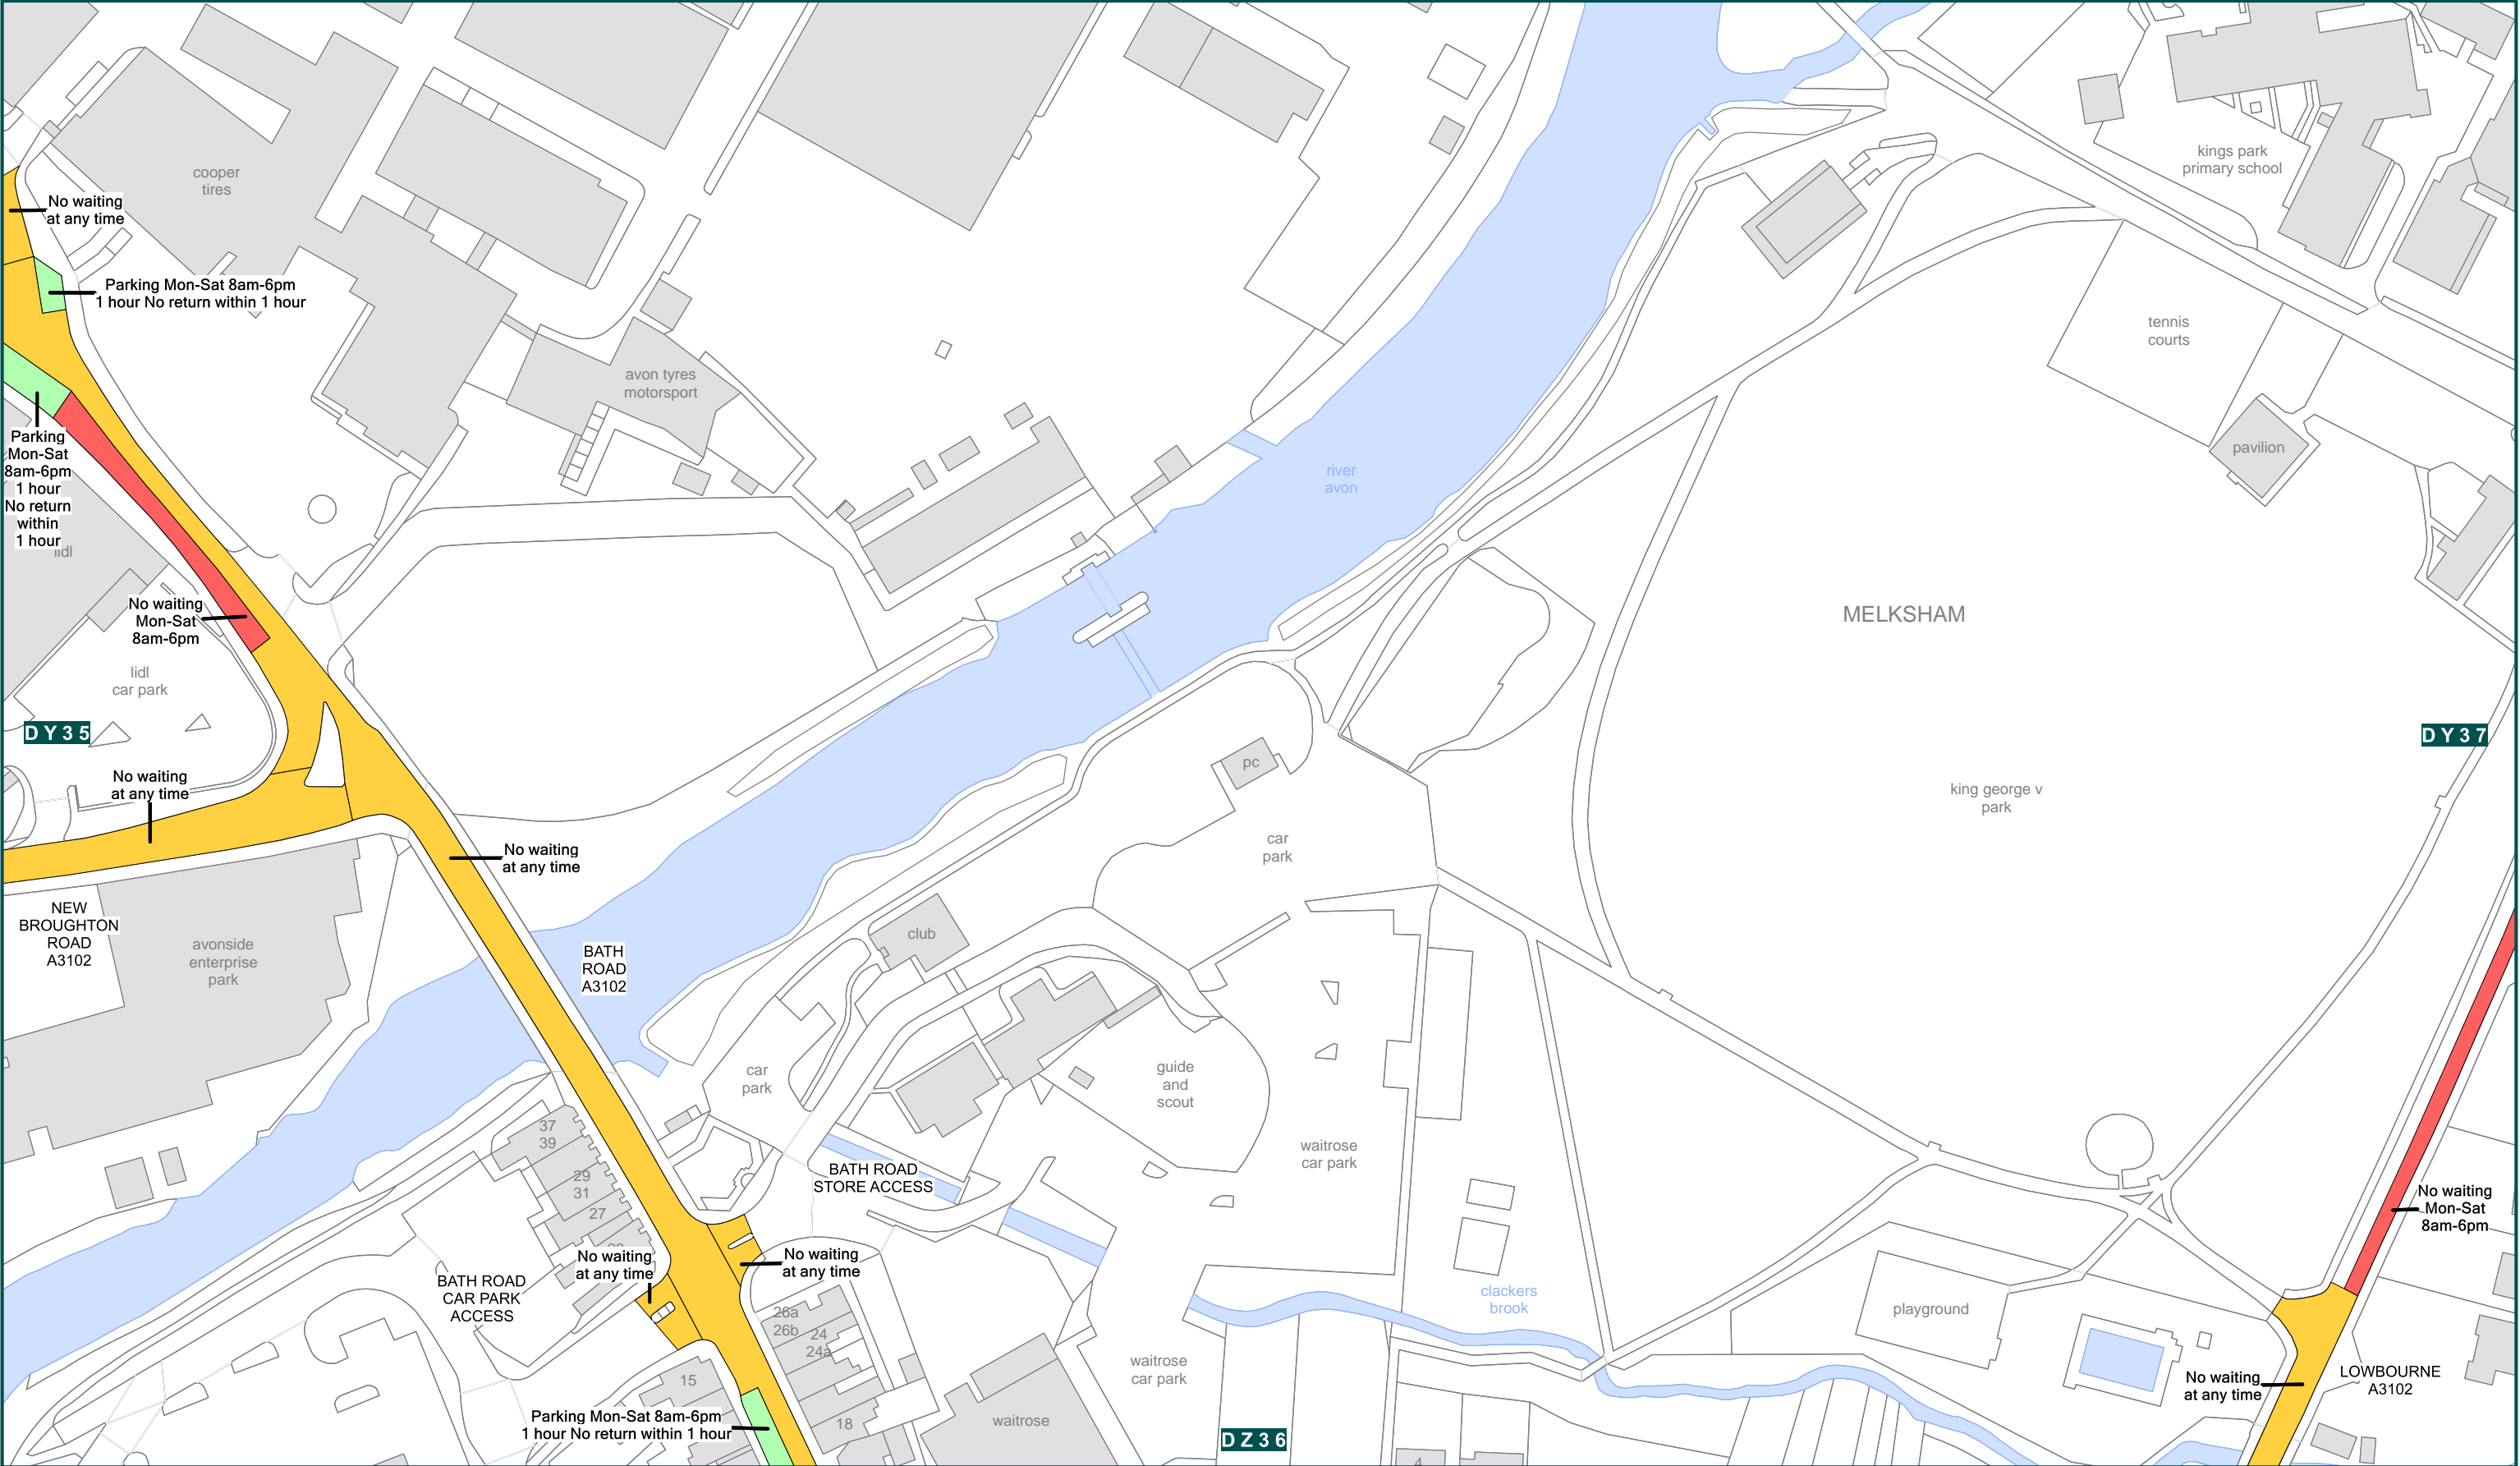 cooper
tires
kings park
primary school
No waiting
at any time
Parking Mon-Sat 8am-6pm
1 hour No return within 1 hour
tennis
courts
avon tyres
motorsport
Parking
Mon-Sat
8am-6pm
1 hour
No return
within
1 hour
lidl
river
avon
pavilion
No waiting
Mon-Sat
8am-6pm
MELKSHAM
lidl
car park
DY35
DY37
No waiting
at any time
pc
king george v
park
car
park
No waiting
at any time
NEW
BROUGHTON
ROAD
A3102
avonside
enterprise
park
BATH
ROAD
A3102
club
car
park
guide
and
scout
37
39
waitrose
car park
29
31
27
BATH ROAD
STORE ACCESS
No waiting
Mon-Sat
8am-6pm
No waiting
at any time
No waiting
at any time
BATH ROAD
CAR PARK
ACCESS
clackers
brook
playground
26a
26b
24
24a
waitrose
car park
15
No waiting
at any time
LOWBOURNE
A3102
Parking Mon-Sat 8am-6pm
1 hour No return within 1 hour
18
waitrose
DZ36
4